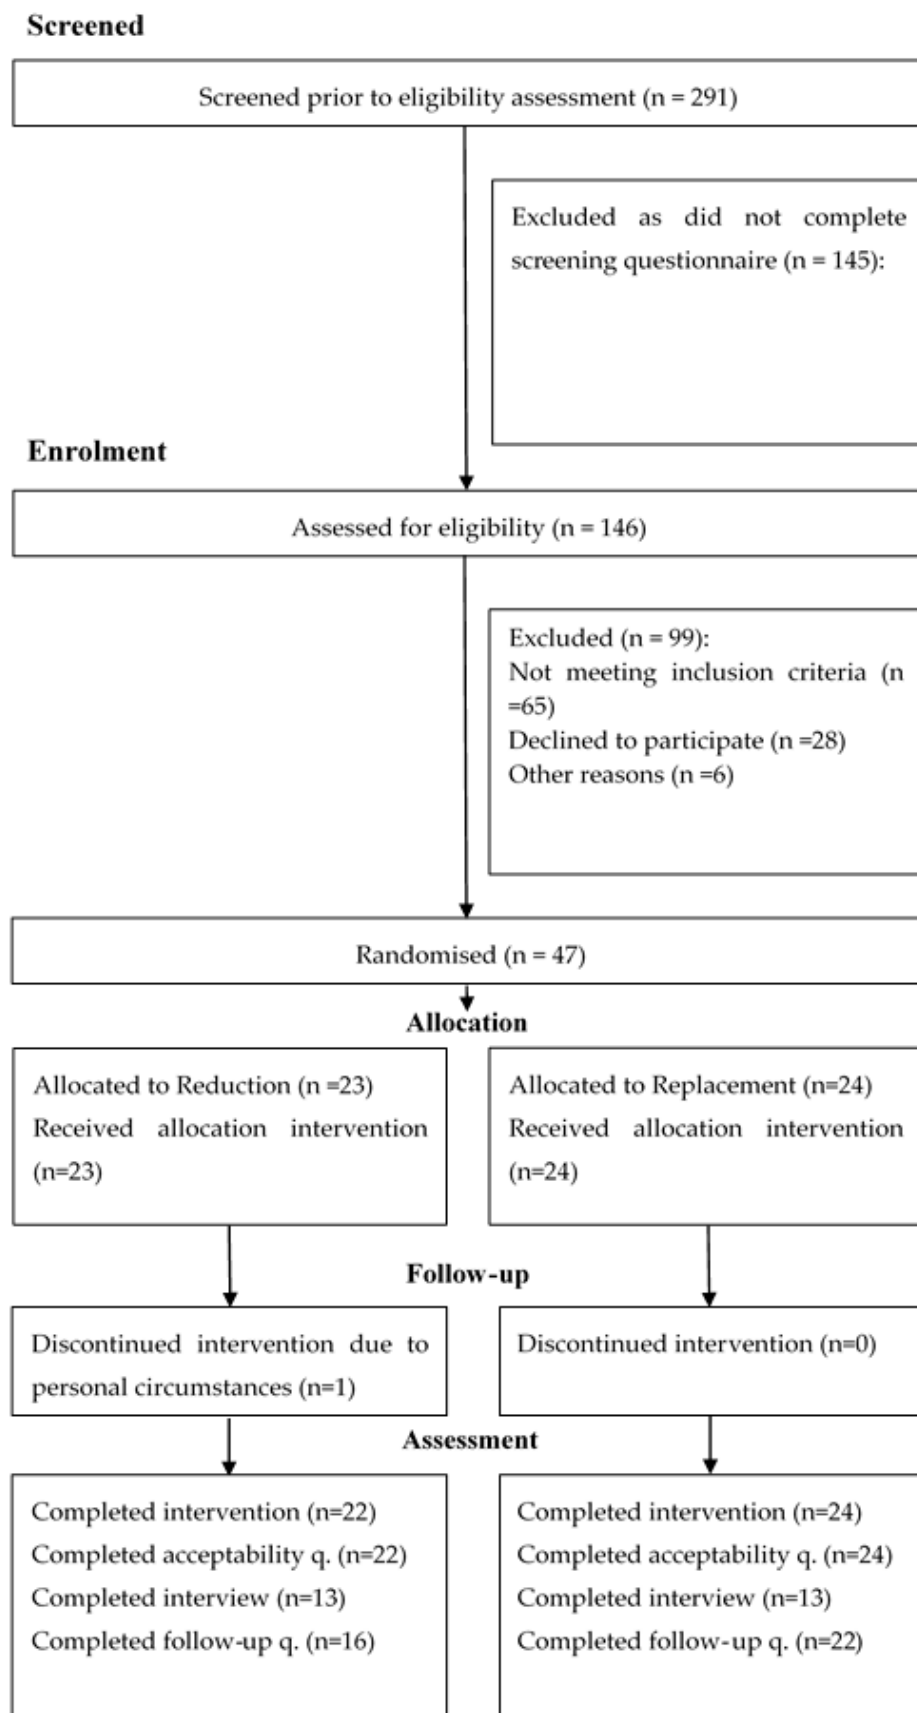 Screened
Screened prior to eligibility assessment (n = 291)
Excluded as did not complete
screening questionnaire (n = 145):
Enrolment
Assessed for eligibility (n = 146)
Excluded (n = 99):
Not meeting inclusion criteria (n
=65)
Declined to participate (n =28)
Other reasons (n =6)
Randomised (n = 47)
Allocation
Allocated to Reduction (n =23)
Received allocation intervention
(n=23)
Allocated to Replacement (n=24)
Received allocation intervention
(n=24)
Follow-up
Discontinued intervention due to
personal circumstances (n=1)
Discontinued intervention (n=0)
Assessment
Completed intervention (n=22)
Completed acceptability q. (n=22)
Completed interview (n=13)
Completed follow-up q. (n=16)
Completed intervention (n=24)
Completed acceptability q. (n=24)
Completed interview (n=13)
Completed follow-up q. (n=22)